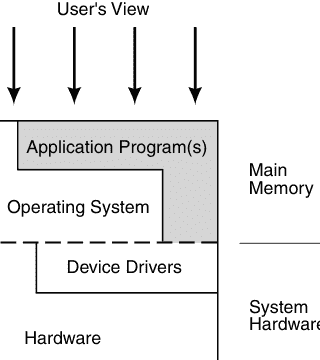 User's View
Application Program(s)
Main
Memory
Operating System
Device Drivers
System
Hardware
Hardware